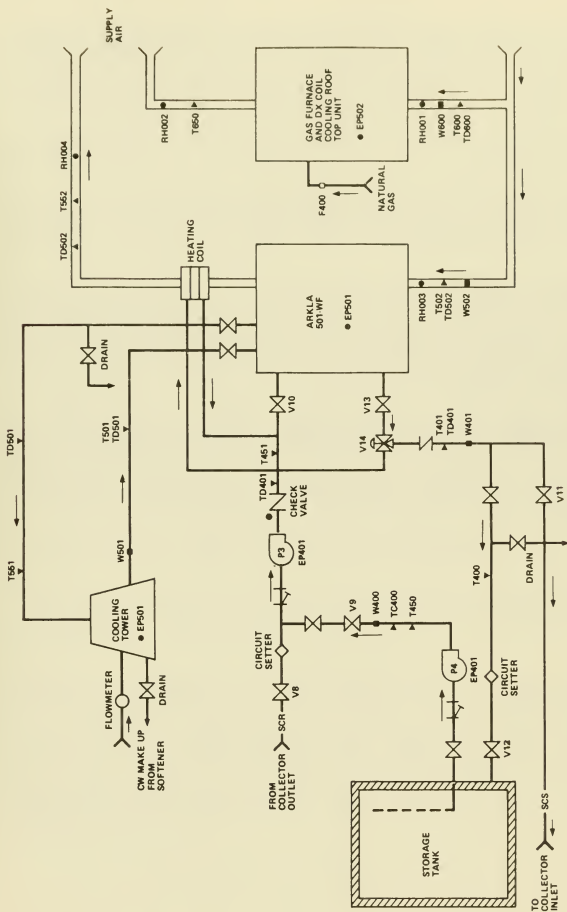 SUPPLY
AIR
RH004
T552
TD502
RH002
T650
GAS FURNACE
AND DX COIL
COOLING ROOF
TOP UNIT
EP502
F400
NATURAL
GAS
RH001
W600
T600
TD600
HEATING
COIL
ARKLA
501-WF
EP501
RH003
T502
TD502
W502
DRAIN
TD501
T551
T501
TD501
W501
COOLING
TOWER
EP501
FLOWMETER
DRAIN
CW MAKE UP
FROM
SOFTENER
V10
V13
V14
T451
TD401
CHECK
VALVE
P3
EP401
T401
TD401
W401
V11
DRAIN
T400
CIRCUIT
SETTER
V8
SCR
FROM
COLLECTOR
OUTLET
V9
W400
TC400
T450
P4
EP401
CIRCUIT
SETTER
V12
STORAGE
TANK
SCS
TO
COLLECTOR
INLET